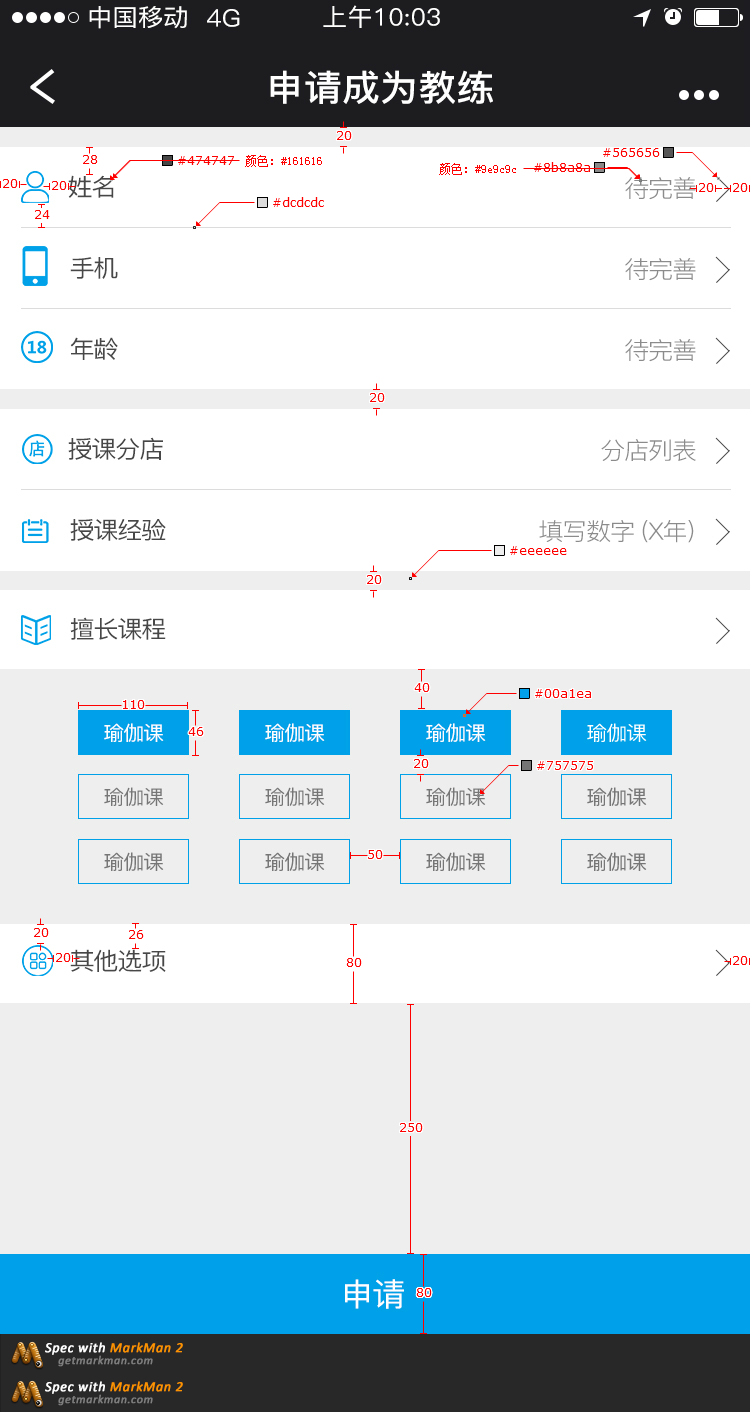 中国移动 4G 上午10:03
申请成为教练
20
28 #474747 颜色：#161616 颜色：#9e9c9c #8b8a8a #565656
20 20 姓名 待完善 20 20
24 #dcdcdc
手机 待完善
18 年龄 待完善
20
店 授课分店 分店列表
授课经验 填写数字 (X年)
#eeeeee
20
擅长课程
40 #00a1ea
110
瑜伽课 46 瑜伽课 瑜伽课 瑜伽课
20 #757575
瑜伽课 瑜伽课 瑜伽课 瑜伽课
瑜伽课 瑜伽课 50 瑜伽课 瑜伽课
20 26
20 其他选项 80 20
250
申请 80
Spec with MarkMan 2
getmarkman.com
Spec with MarkMan 2
getmarkman.com